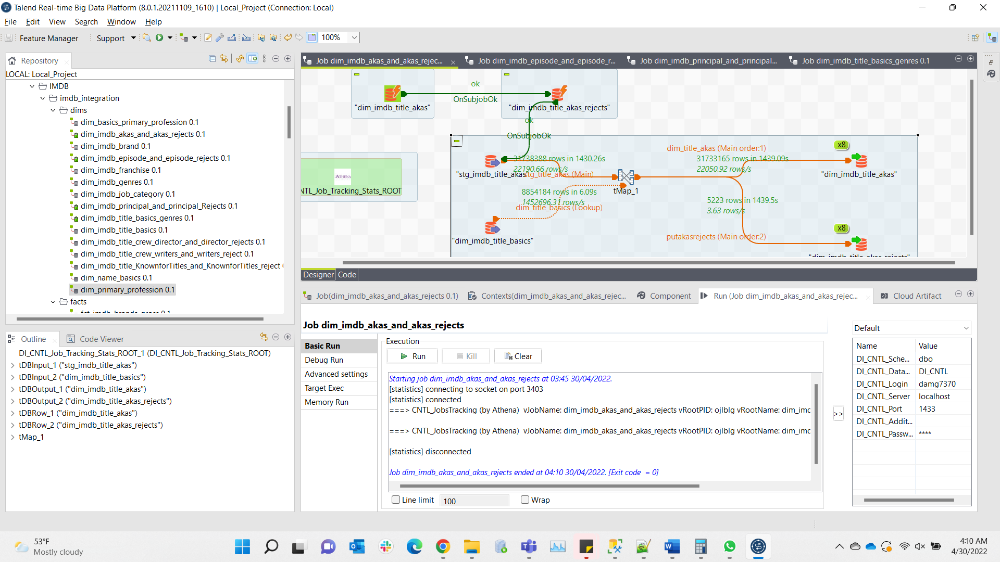 Talend Real-time Big Data Platform (8.0.1.20211109_1610) | Local_Project (Connection: Local)
File Edit View Search Window Help
Feature Manager Support 100%
Repository
LOCAL: Local_Project
IMDB
imdb_integration
dims
dim_basics_primary_profession 0.1
dim_imdb_akas_and_akas_rejects 0.1
dim_imdb_brand 0.1
dim_imdb_episode_and_episode_rejects 0.1
dim_imdb_franchise 0.1
dim_imdb_genres 0.1
dim_imdb_job_category 0.1
dim_imdb_principal_and_principal_Rejects 0.1
dim_imdb_title_basics_genres 0.1
dim_imdb_title_basics 0.1
dim_imdb_title_crew_director_and_director_rejects 0.1
dim_imdb_title_crew_writers_and_writers_reject 0.1
dim_imdb_title_KnownforTitles_and_KnownforTitles_reject
dim_name_basics 0.1
dim_primary_profession 0.1
facts
fct_imdb_brands_gross 0.1
Outline Code Viewer
DI_CNTL_Job_Tracking_Stats_ROOT_1 (DI_CNTL_Job_Tracking_Stats_ROOT)
tDBInput_1 ("stg_imdb_title_akas")
tDBInput_2 ("dim_imdb_title_basics")
tDBOutput_1 ("dim_imdb_title_akas")
tDBOutput_2 ("dim_imdb_title_akas_rejects")
tDBRow_1 ("dim_imdb_title_akas")
tDBRow_2 ("dim_imdb_title_akas_rejects")
tMap_1
Job dim_imdb_akas_and_akas_rejec... Job dim_imdb_episode_and_episode_r... Job dim_imdb_principal_and_principal... Job dim_imdb_title_basics_genres 0.1
ok
OnSubjobOk
"dim_imdb_title_akas" "dim_imdb_title_akas_rejects"
ok
OnSubjobOk
dim_title_akas (Main order:1) x8
31738388 rows in 1430.26s 31733165 rows in 1439.09s
22190.66 rows/s 22050.92 rows/s
"stg_imdb_title_akas" stg_title_akas (Main) "dim_imdb_title_akas"
ATHENA
NTL_Job_Tracking_Stats_ROOT
8854184 rows in 6.09s tMap_1
1452696.31 rows/s 5223 rows in 1439.5s
dim_title_basics (Lookup) 3.63 rows/s
x8
putakasrejects (Main order:2)
"dim_imdb_title_basics"
"dim_imdb_title_akas_rejects"
Designer Code
Job(dim_imdb_akas_and_akas_rejects 0.1) Contexts(dim_imdb_akas_and_akas_rejec... Component Run (Job dim_imdb_akas_and_akas_rejec... Cloud Artifact
Job dim_imdb_akas_and_akas_rejects
Basic Run
Debug Run
Advanced settings
Target Exec
Memory Run
Execution
Run Kill Clear
Starting job dim_imdb_akas_and_akas_rejects at 03:45 30/04/2022.
[statistics] connecting to socket on port 3403
[statistics] connected
===> CNTL_JobsTracking (by Athena) vJobName: dim_imdb_akas_and_akas_rejects vRootPID: ojlblg vRootName: dim_imd
===> CNTL_JobsTracking (by Athena) vJobName: dim_imdb_akas_and_akas_rejects vRootPID: ojlblg vRootName: dim_imd
[statistics] disconnected
Job dim_imdb_akas_and_akas_rejects ended at 04:10 30/04/2022. [Exit code = 0]
Line limit 100 Wrap
>>
Default
Name Value
DI_CNTL_Sche... dbo
DI_CNTL_Data... DI_CNTL
DI_CNTL_Login damg7370
DI_CNTL_Server localhost
DI_CNTL_Port 1433
DI_CNTL_Addit...
DI_CNTL_Passw... ****
53°F
Mostly cloudy
4:10 AM
4/30/2022